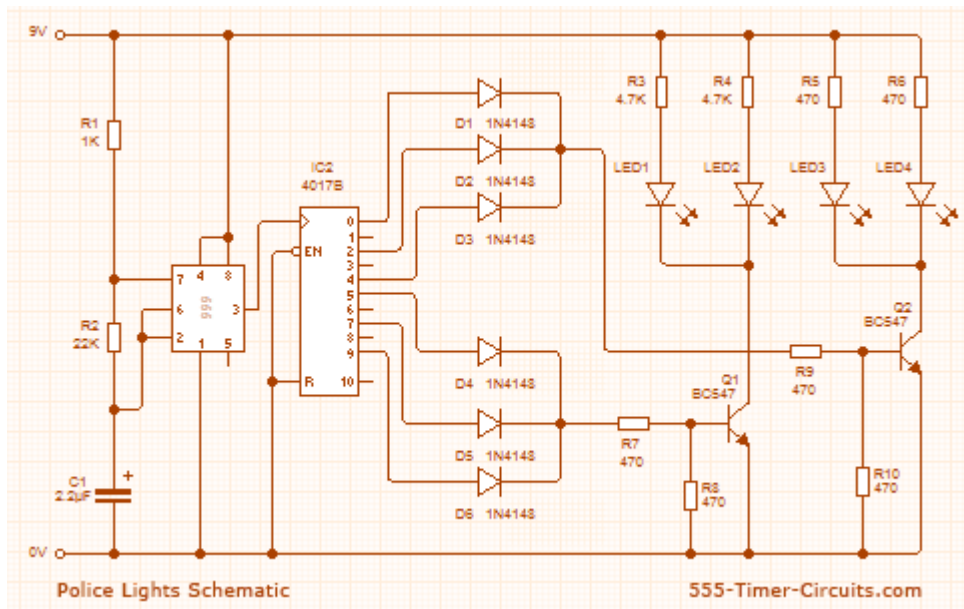 9V
R1
1K
R2
22K
C1
+
2.2µF
0V
7
4
8
6
3
2
1
5
999
IC2
4017B
EN
R
0
1
2
3
4
5
6
7
8
9
10
D1 1N4148
D2 1N4148
D3 1N4148
D4 1N4148
D5 1N4148
D6 1N4148
R3
4.7K
R4
4.7K
R5
470
R6
470
LED1
LED2
LED3
LED4
Q2
BC547
R9
470
Q1
BC547
R7
470
R8
470
R10
470
Police Lights Schematic
555-Timer-Circuits.com